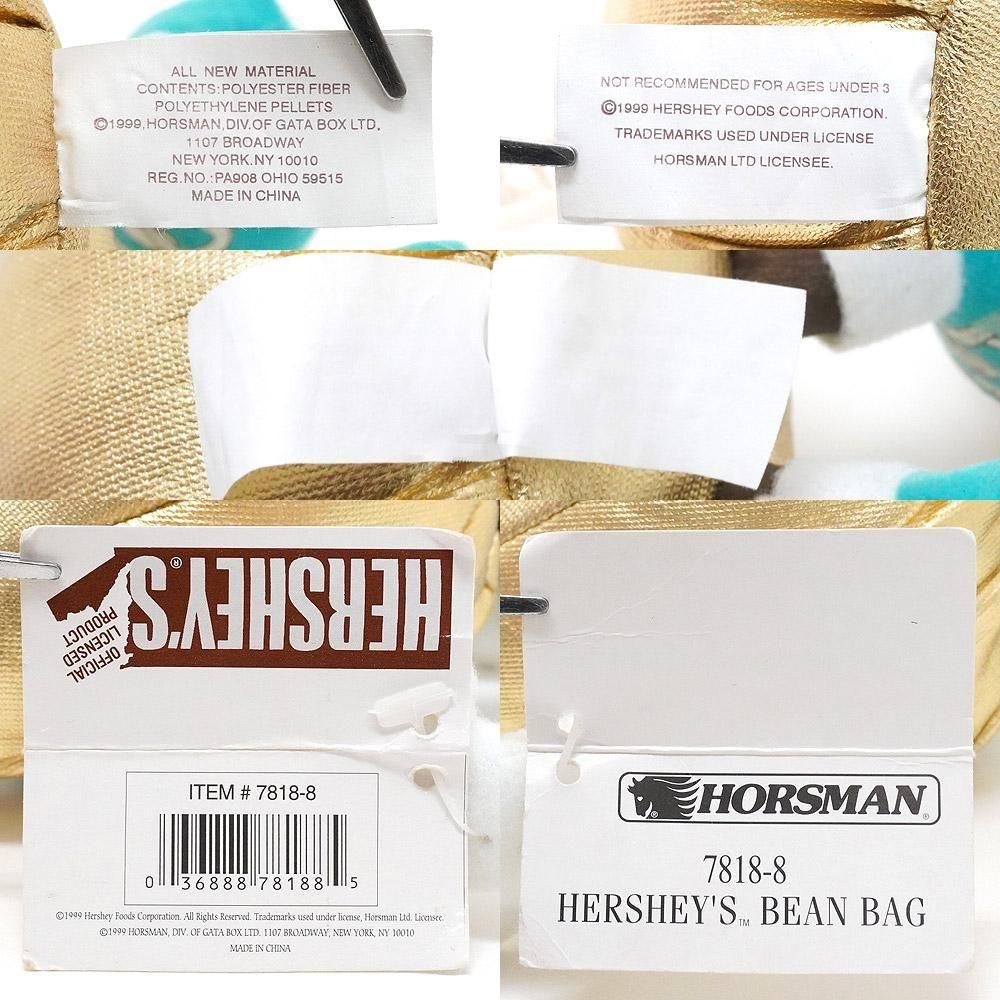 ALL NEW MATERIAL
CONTENTS:POLYESTER FIBER
POLYETHYLENE PELLETS
©1999,HORSMAN,DIV.OF GATA BOX LTD.
1107 BROADWAY
NEW YORK.NY 10010
REG.NO.:PA908 OHIO 59515
MADE IN CHINA
NOT RECOMMENDED FOR AGES UNDER 3
©1999 HERSHEY FOODS CORPORATION.
TRADEMARKS USED UNDER LICENSE
HORSMAN LTD LICENSEE.
HERSHEY'S®
OFFICIAL
LICENSED
PRODUCT
ITEM # 7818-8
0 36888 78188 5
©1999 Hershey Foods Corporation. All Rights Reserved. Trademarks used under license, Horsman Ltd. Licensee.
©1999 HORSMAN, DIV. OF GATA BOX LTD. 1107 BROADWAY, NEW YORK, NY 10010
MADE IN CHINA
HORSMAN®
7818-8
HERSHEY'S™ BEAN BAG